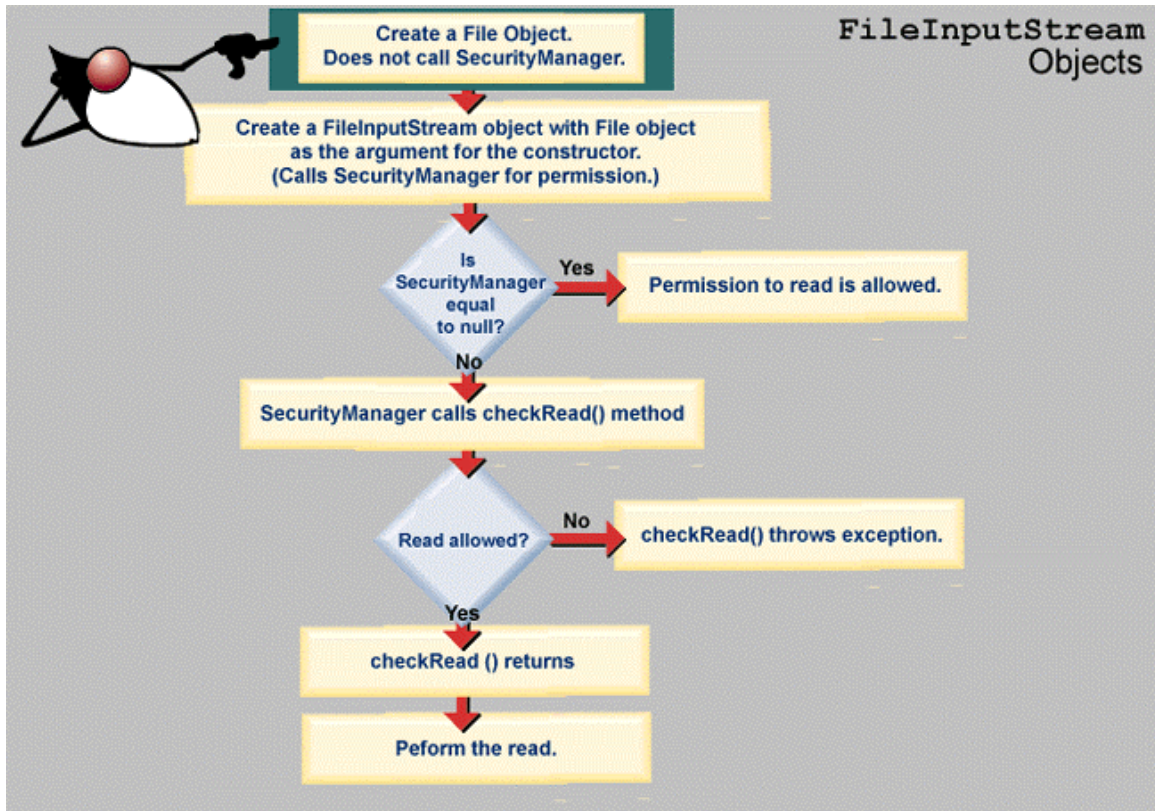 FileInputStream
Objects
Create a File Object.
Does not call SecurityManager.
Create a FileInputStream object with File object
as the argument for the constructor.
(Calls SecurityManager for permission.)
Is
SecurityManager
equal
to null?
Yes
Permission to read is allowed.
No
SecurityManager calls checkRead() method
Read allowed?
No
checkRead() throws exception.
Yes
checkRead () returns
Peform the read.